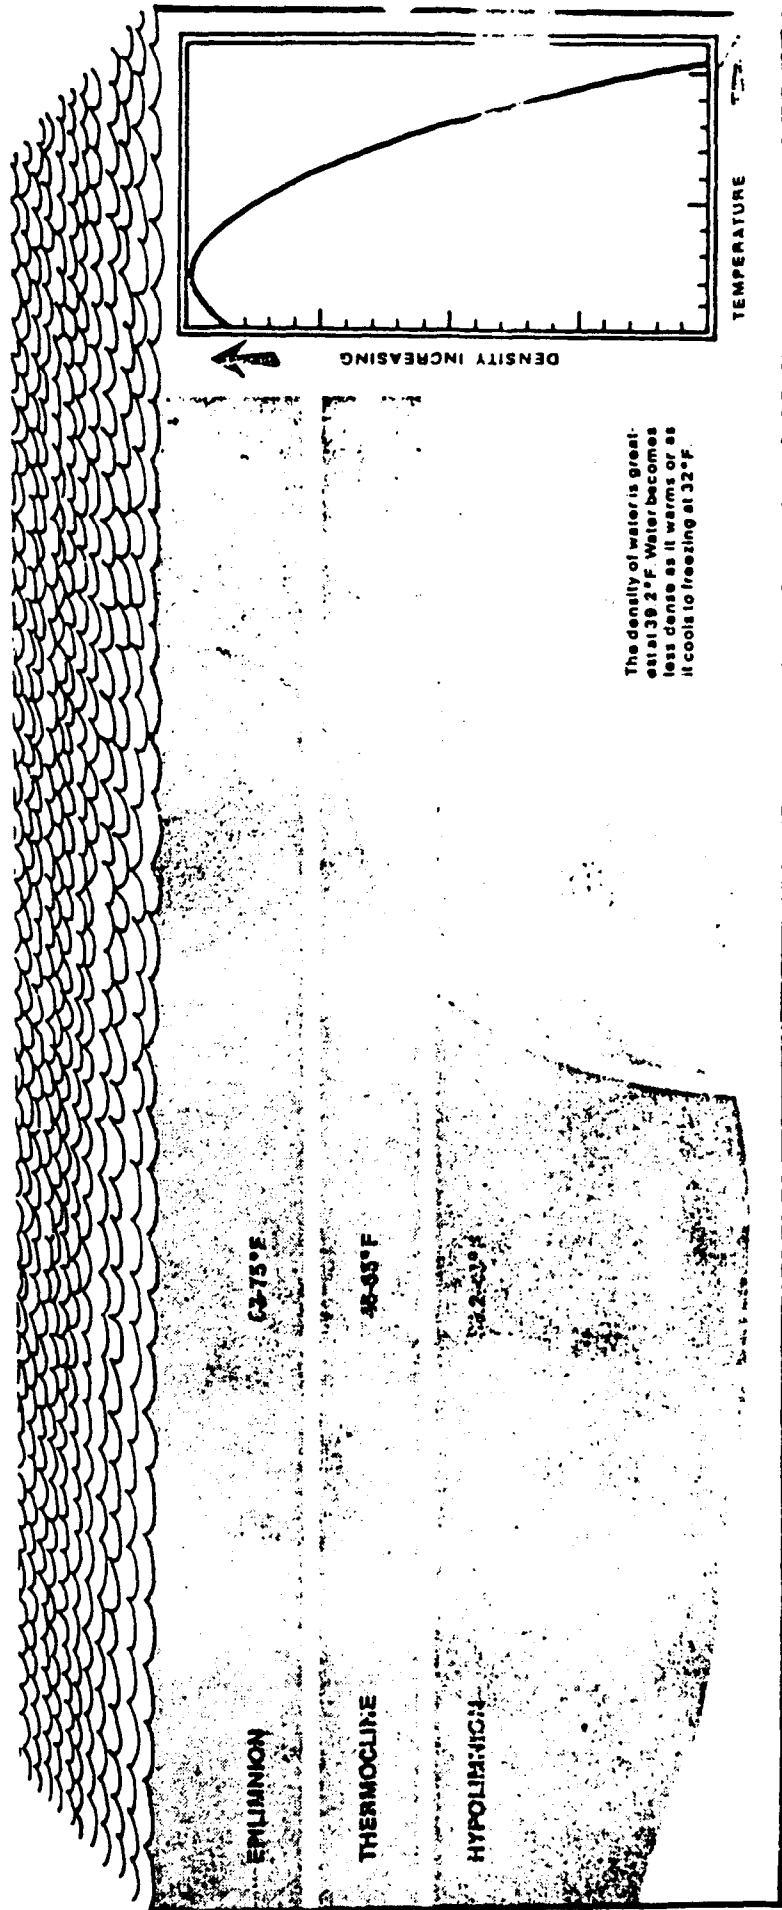 EPILIMNION
THERMOCLINE
HYPOLIMNION
The density of water is great-
est at 39.2°F. Water becomes
less dense as it warms or as
it cools to freezing at 32°F.
DENSITY INCREASING
TEMPERATURE